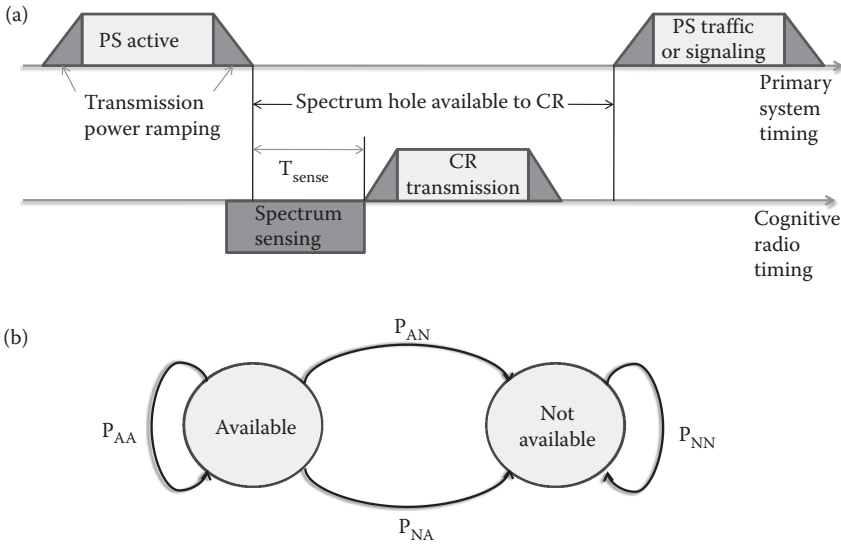 (a)
PS active
PS traffic
or signaling
Transmission
power ramping
Spectrum hole available to CR
Primary
system
timing
T_sense
CR
transmission
Spectrum
sensing
Cognitive
radio
timing
(b)
P_AN
P_AA
Available
Not
available
P_NN
P_NA